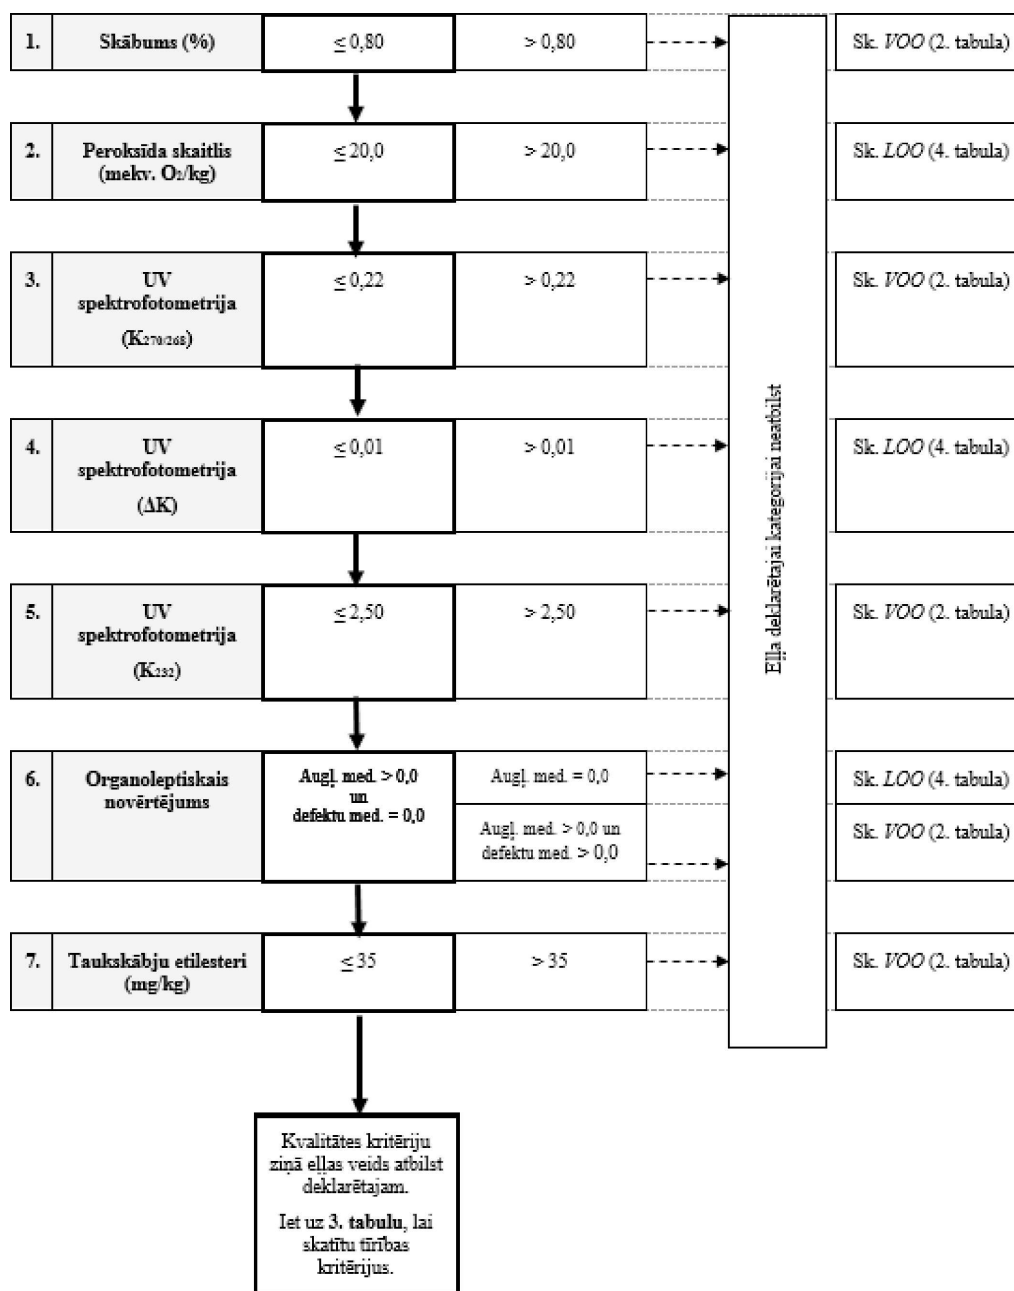 1. Skābums (%) ≤ 0,80 > 0,80 Sk. VOO (2. tabula)
2. Peroksīda skaitlis ≤ 20,0 > 20,0 Sk. LOO (4. tabula)
(mekv. O₂/kg)
3. UV ≤ 0,22 > 0,22 Sk. VOO (2. tabula)
spektrofotometrija
(K₂₇₀/₂₆₈)
4. UV ≤ 0,01 > 0,01 Sk. LOO (4. tabula)
spektrofotometrija
(ΔK)
5. UV ≤ 2,50 > 2,50 Sk. VOO (2. tabula)
spektrofotometrija
(K₂₃₂)
6. Organoleptiskais
novērtējums
Augļ. med. > 0,0
un
defektu med. = 0,0
Augļ. med. = 0,0
Sk. LOO (4. tabula)
Augļ. med. > 0,0 un
defektu med. > 0,0
Sk. VOO (2. tabula)
7. Taukskābju etilesteri ≤ 35 > 35 Sk. VOO (2. tabula)
(mg/kg)
Eļļa deklarētajai kategorijai neatbilst
Kvalitātes kritēriju
ziņā eļļas veids atbilst
deklarētajam.
Iet uz 3. tabulu, lai
skatītu tīrības
kritērijus.